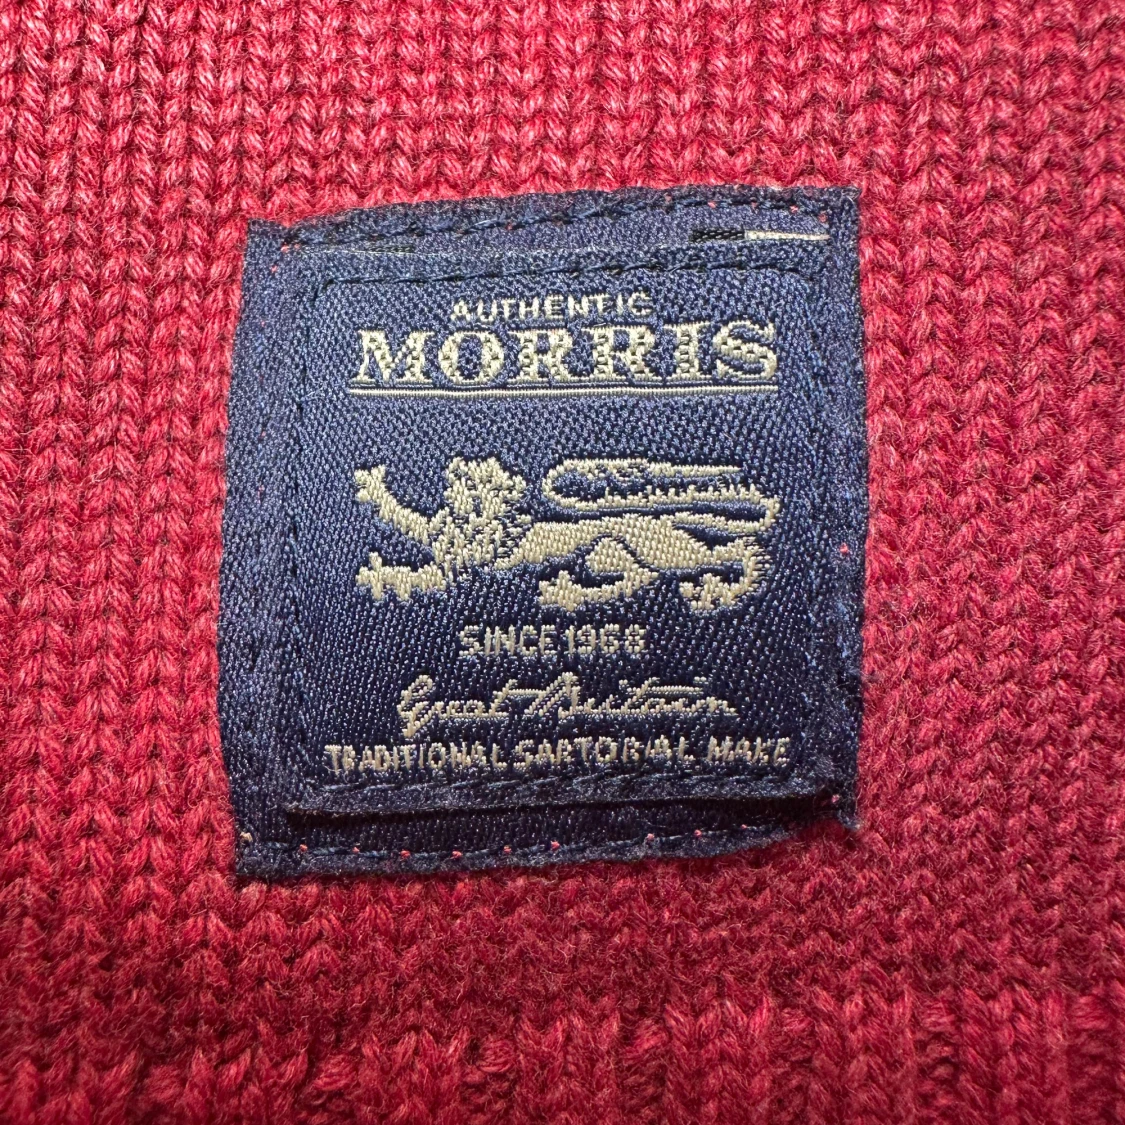 AUTHENTIC
MORRIS
SINCE 1968
Great Britain
TRADITIONAL SARTORIAL MAKE